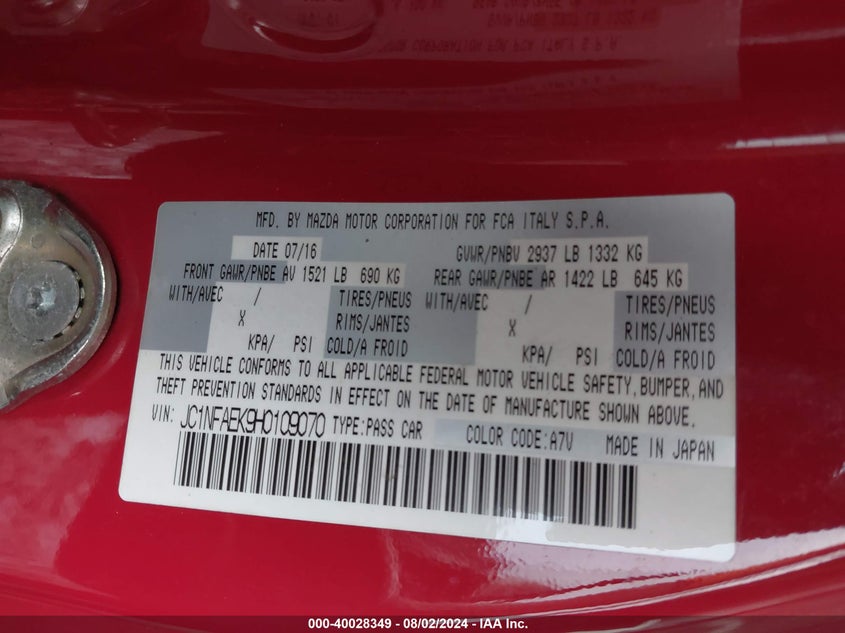 MFD. BY MAZDA MOTOR CORPORATION FOR FCA ITALY S.P.A.
DATE 07/16 GVWR/PNBV 2937 LB 1332 KG
FRONT GAWR/PNBE AV 1521 LB 690 KG REAR GAWR/PNBE AR 1422 LB 645 KG
WITH/AVEC / TIRES/PNEUS WITH/AVEC / TIRES/PNEUS
X RIMS/JANTES X RIMS/JANTES
KPA/ PSI COLD/A FROID KPA/ PSI COLD/A FROID
THIS VEHICLE CONFORMS TO ALL APPLICABLE FEDERAL MOTOR VEHICLE SAFETY, BUMPER, AND
THEFT PREVENTION STANDARDS IN EFFECT ON THE DATE OF MANUFACTURE SHOWN ABOVE.
VIN: JC1NFAEK9H0109070 TYPE:PASS CAR COLOR CODE:A7V MADE IN JAPAN
000-40028349 - 08/02/2024 - IAA Inc.